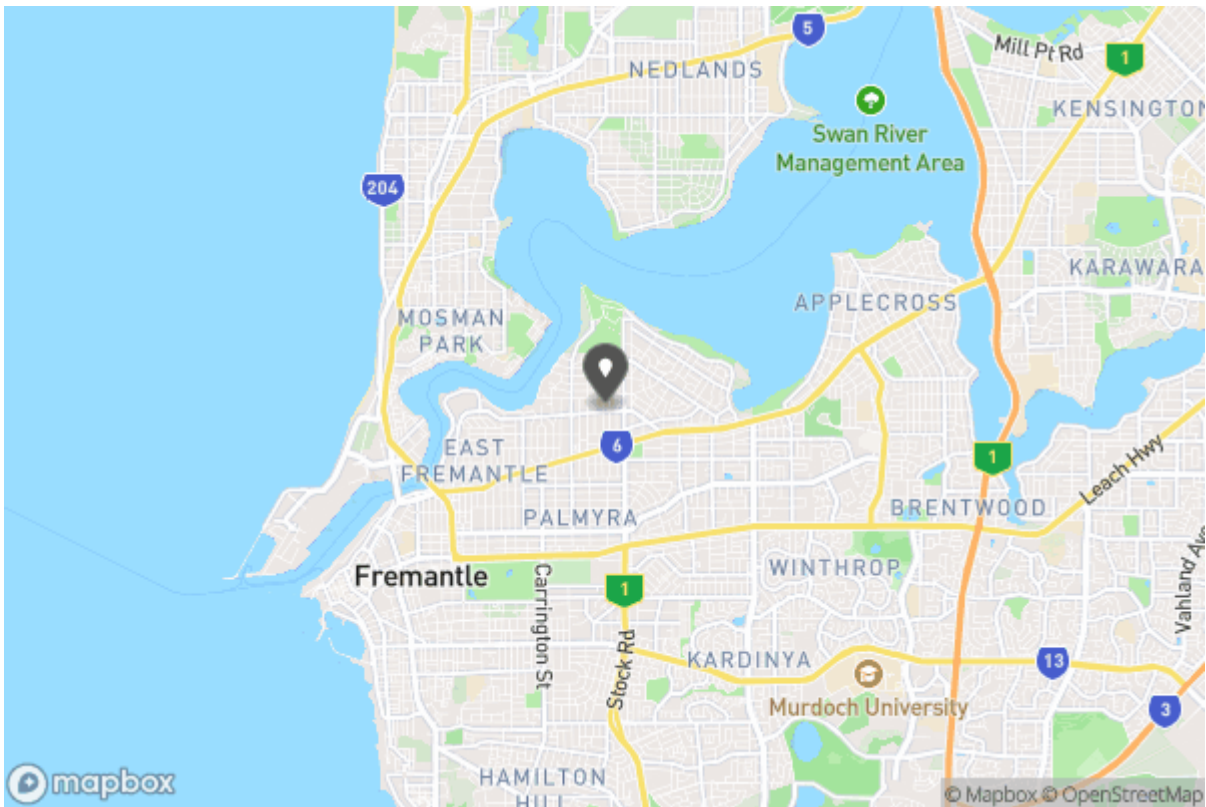 5
Mill Pt Rd
1
NEDLANDS
KENSINGTON
Swan River
Management Area
204
KARAWARA
APPLECROSS
MOSMAN
PARK
6
EAST
FREMANTLE
1
Leach Hwy
BRENTWOOD
PALMYRA
WINTHROP
Fremantle
Carrington St
1
Stock Rd
Vahland Ave
KARDINYA
13
Murdoch University
3
HAMILTON
HILL
mapbox
© Mapbox © OpenStreetMap